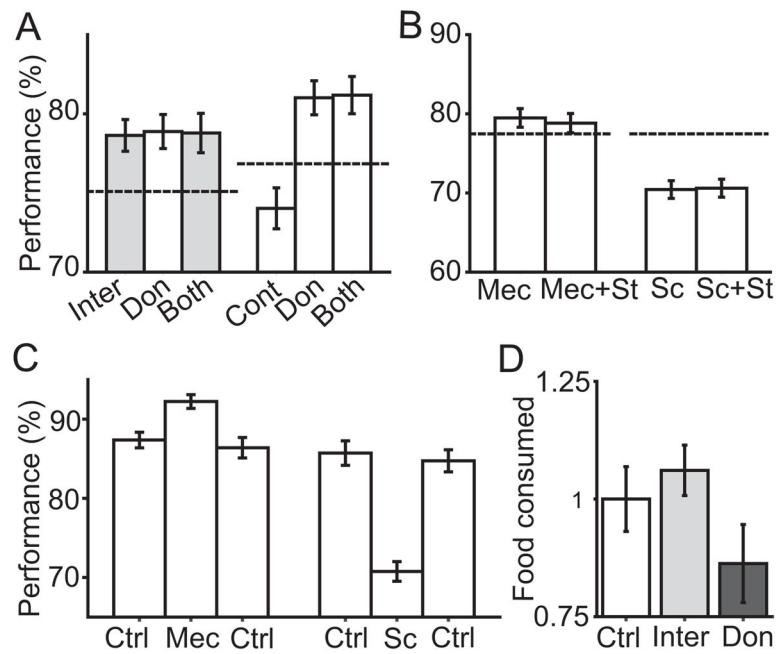 A
Performance (%)
80
70
Inter Don Both Cont Don Both
B
90
80
70
60
Mec Mec+St Sc Sc+St
C
Performance (%)
90
80
70
Ctrl Mec Ctrl Ctrl Sc Ctrl
D
Food consumed
1.25
1
0.75
Ctrl Inter Don